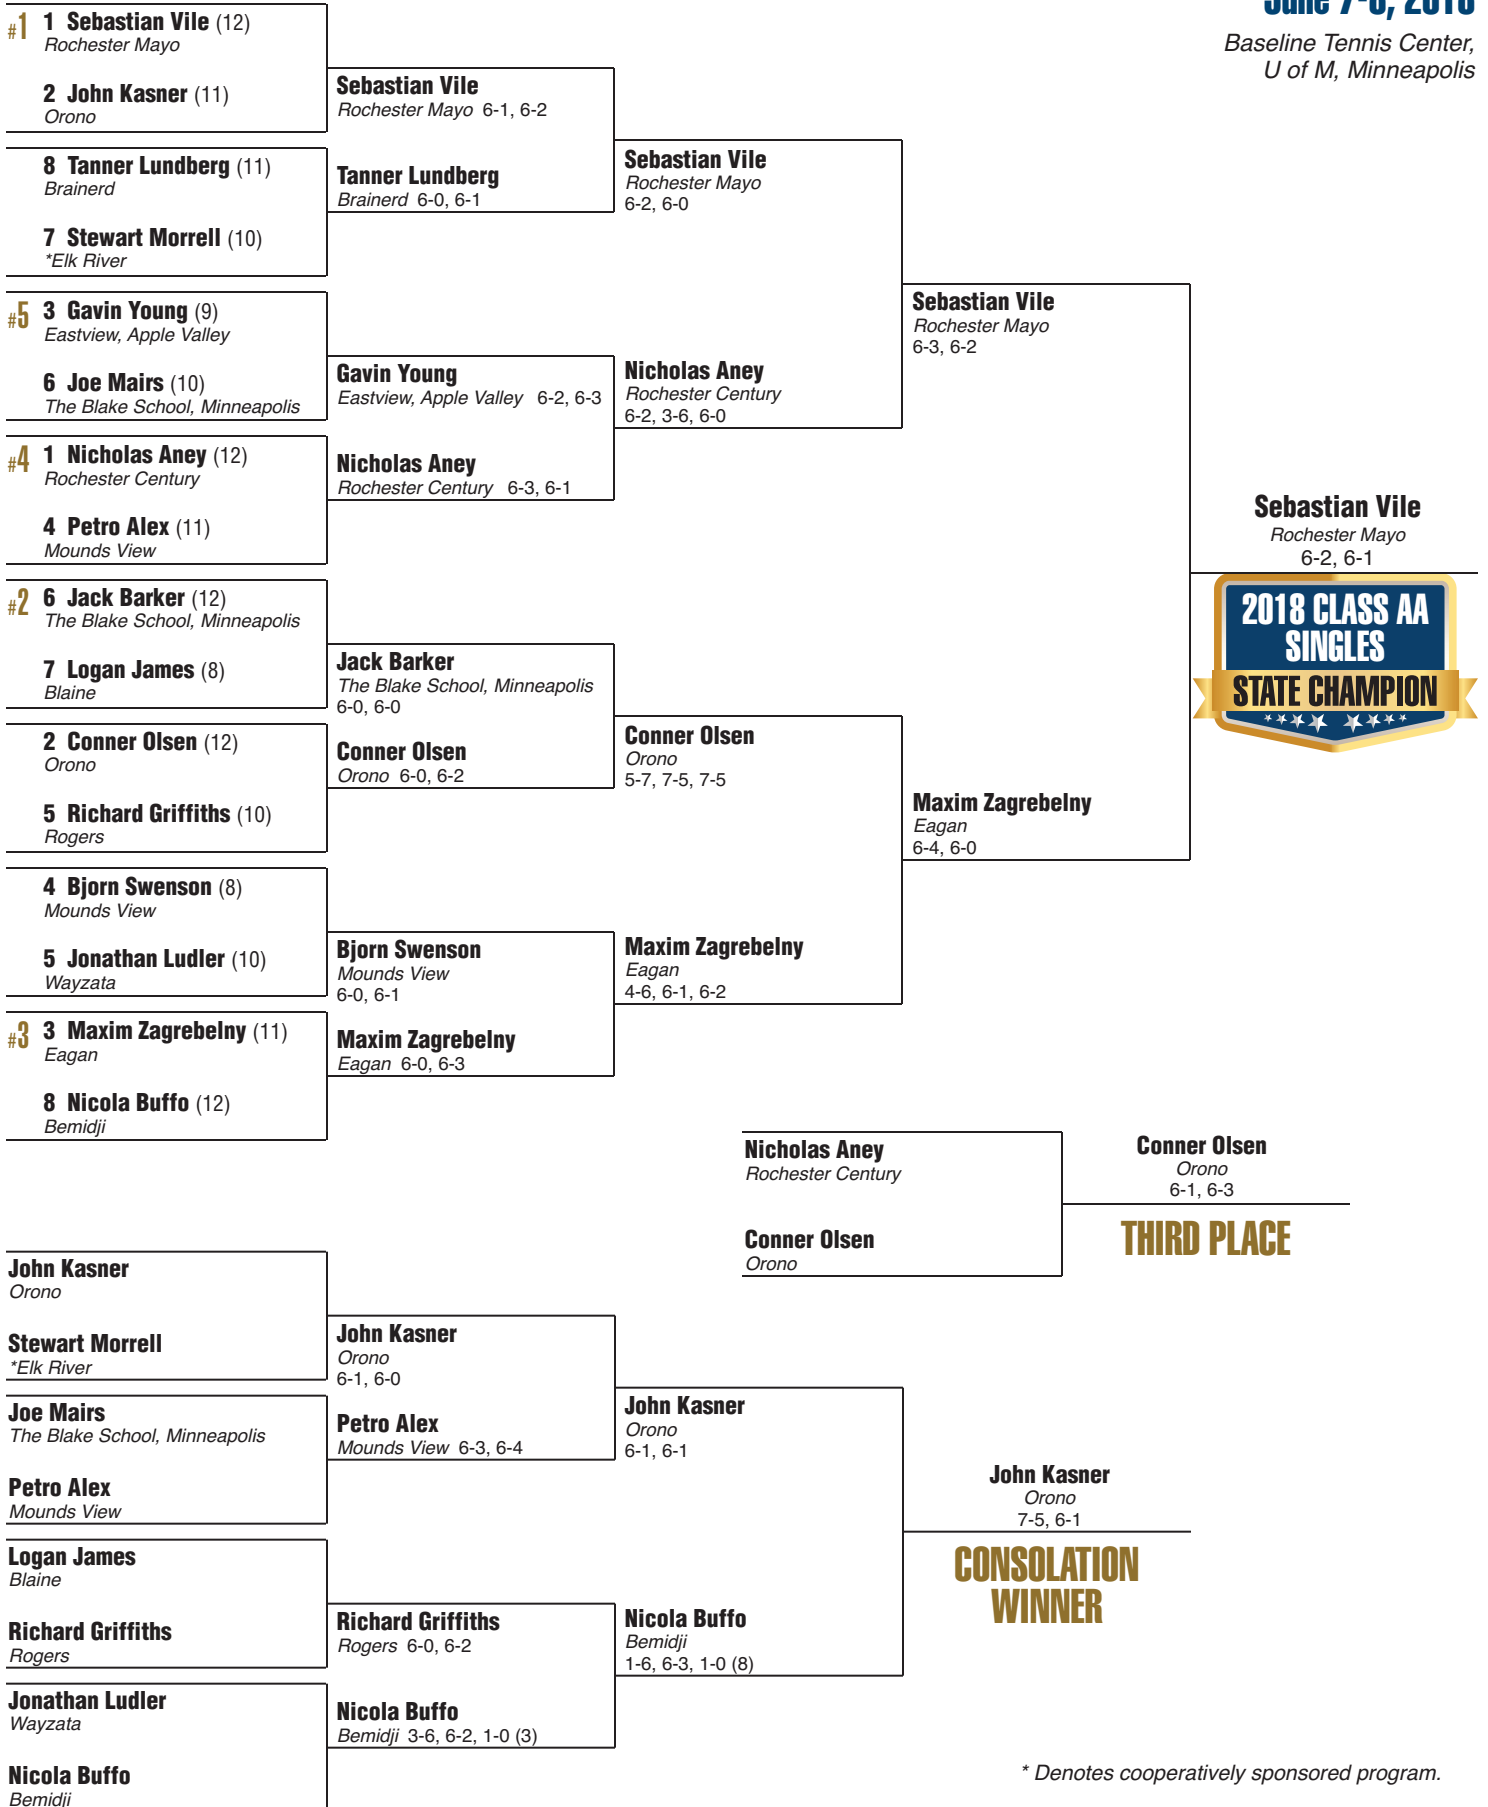 Baseline Tennis Center,
U of M, Minneapolis
#1 1 Sebastian Vile (12)
Rochester Mayo
2 John Kasner (11)
Orono
8 Tanner Lundberg (11)
Brainerd
7 Stewart Morrell (10)
*Elk River
#5 3 Gavin Young (9)
Eastview, Apple Valley
6 Joe Mairs (10)
The Blake School, Minneapolis
#4 1 Nicholas Aney (12)
Rochester Century
4 Petro Alex (11)
Mounds View
#2 6 Jack Barker (12)
The Blake School, Minneapolis
7 Logan James (8)
Blaine
2 Conner Olsen (12)
Orono
5 Richard Griffiths (10)
Rogers
4 Bjorn Swenson (8)
Mounds View
5 Jonathan Ludler (10)
Wayzata
#3 3 Maxim Zagrebelny (11)
Eagan
8 Nicola Buffo (12)
Bemidji
Sebastian Vile
Rochester Mayo 6-1, 6-2
Tanner Lundberg
Brainerd 6-0, 6-1
Gavin Young
Eastview, Apple Valley 6-2, 6-3
Nicholas Aney
Rochester Century 6-3, 6-1
Jack Barker
The Blake School, Minneapolis
6-0, 6-0
Conner Olsen
Orono 6-0, 6-2
Bjorn Swenson
Mounds View
6-0, 6-1
Maxim Zagrebelny
Eagan 6-0, 6-3
Sebastian Vile
Rochester Mayo
6-2, 6-0
Nicholas Aney
Rochester Century
6-2, 3-6, 6-0
Conner Olsen
Orono
5-7, 7-5, 7-5
Maxim Zagrebelny
Eagan
4-6, 6-1, 6-2
Sebastian Vile
Rochester Mayo
6-3, 6-2
Maxim Zagrebelny
Eagan
6-4, 6-0
Sebastian Vile
Rochester Mayo
6-2, 6-1
2018 CLASS AA
SINGLES
STATE CHAMPION
Nicholas Aney
Rochester Century
Conner Olsen
Orono
Conner Olsen
Orono
6-1, 6-3
THIRD PLACE
John Kasner
Orono
Stewart Morrell
*Elk River
Joe Mairs
The Blake School, Minneapolis
Petro Alex
Mounds View
Logan James
Blaine
Richard Griffiths
Rogers
Jonathan Ludler
Wayzata
Nicola Buffo
Bemidji
John Kasner
Orono
6-1, 6-0
Petro Alex
Mounds View 6-3, 6-4
Richard Griffiths
Rogers 6-0, 6-2
Nicola Buffo
Bemidji 3-6, 6-2, 1-0 (3)
John Kasner
Orono
6-1, 6-1
Nicola Buffo
Bemidji
1-6, 6-3, 1-0 (8)
John Kasner
Orono
7-5, 6-1
CONSOLATION
WINNER
* Denotes cooperatively sponsored program.